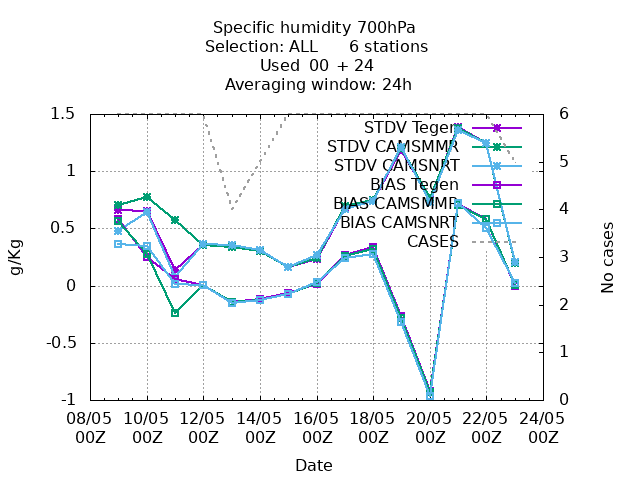 Specific humidity 700hPa
Selection: ALL 6 stations
Used 00 + 24
Averaging window: 24h
1.5
1
0.5
0
-0.5
-1
6
5
4
3
2
1
0
g/Kg
No cases
STDV Tegen
STDV CAMSMMR
STDV CAMSNRT
BIAS Tegen
BIAS CAMSMMR
BIAS CAMSNRT
CASES
08/05 10/05 12/05 14/05 16/05 18/05 20/05 22/05 24/05
00Z 00Z 00Z 00Z 00Z 00Z 00Z 00Z 00Z
Date